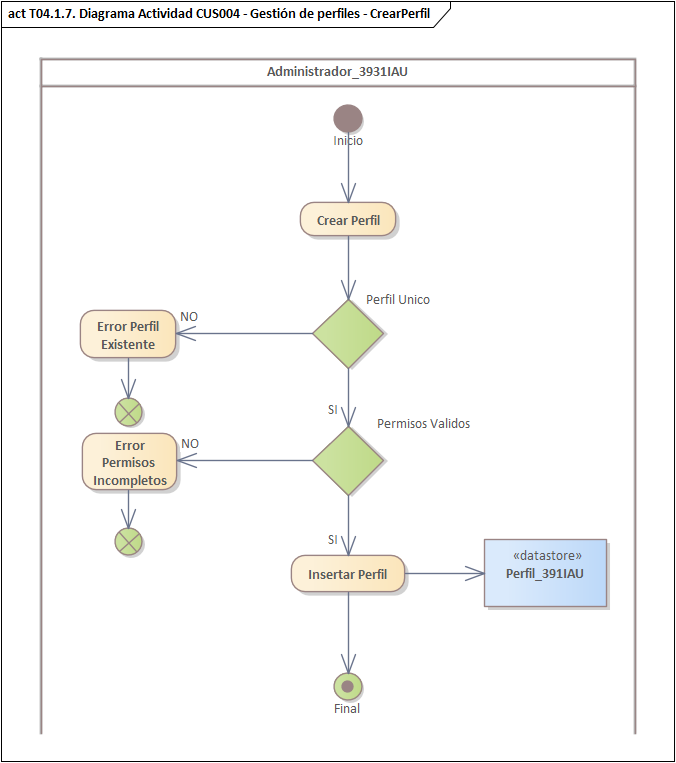 act T04.1.7. Diagrama Actividad CUS004 - Gestión de perfiles - CrearPerfil
Administrador_3931IAU
Inicio
Crear Perfil
Perfil Unico
NO
Error Perfil
Existente
SI
Permisos Validos
NO
Error
Permisos
Incompletos
SI
Insertar Perfil
«datastore»
Perfil_391IAU
Final